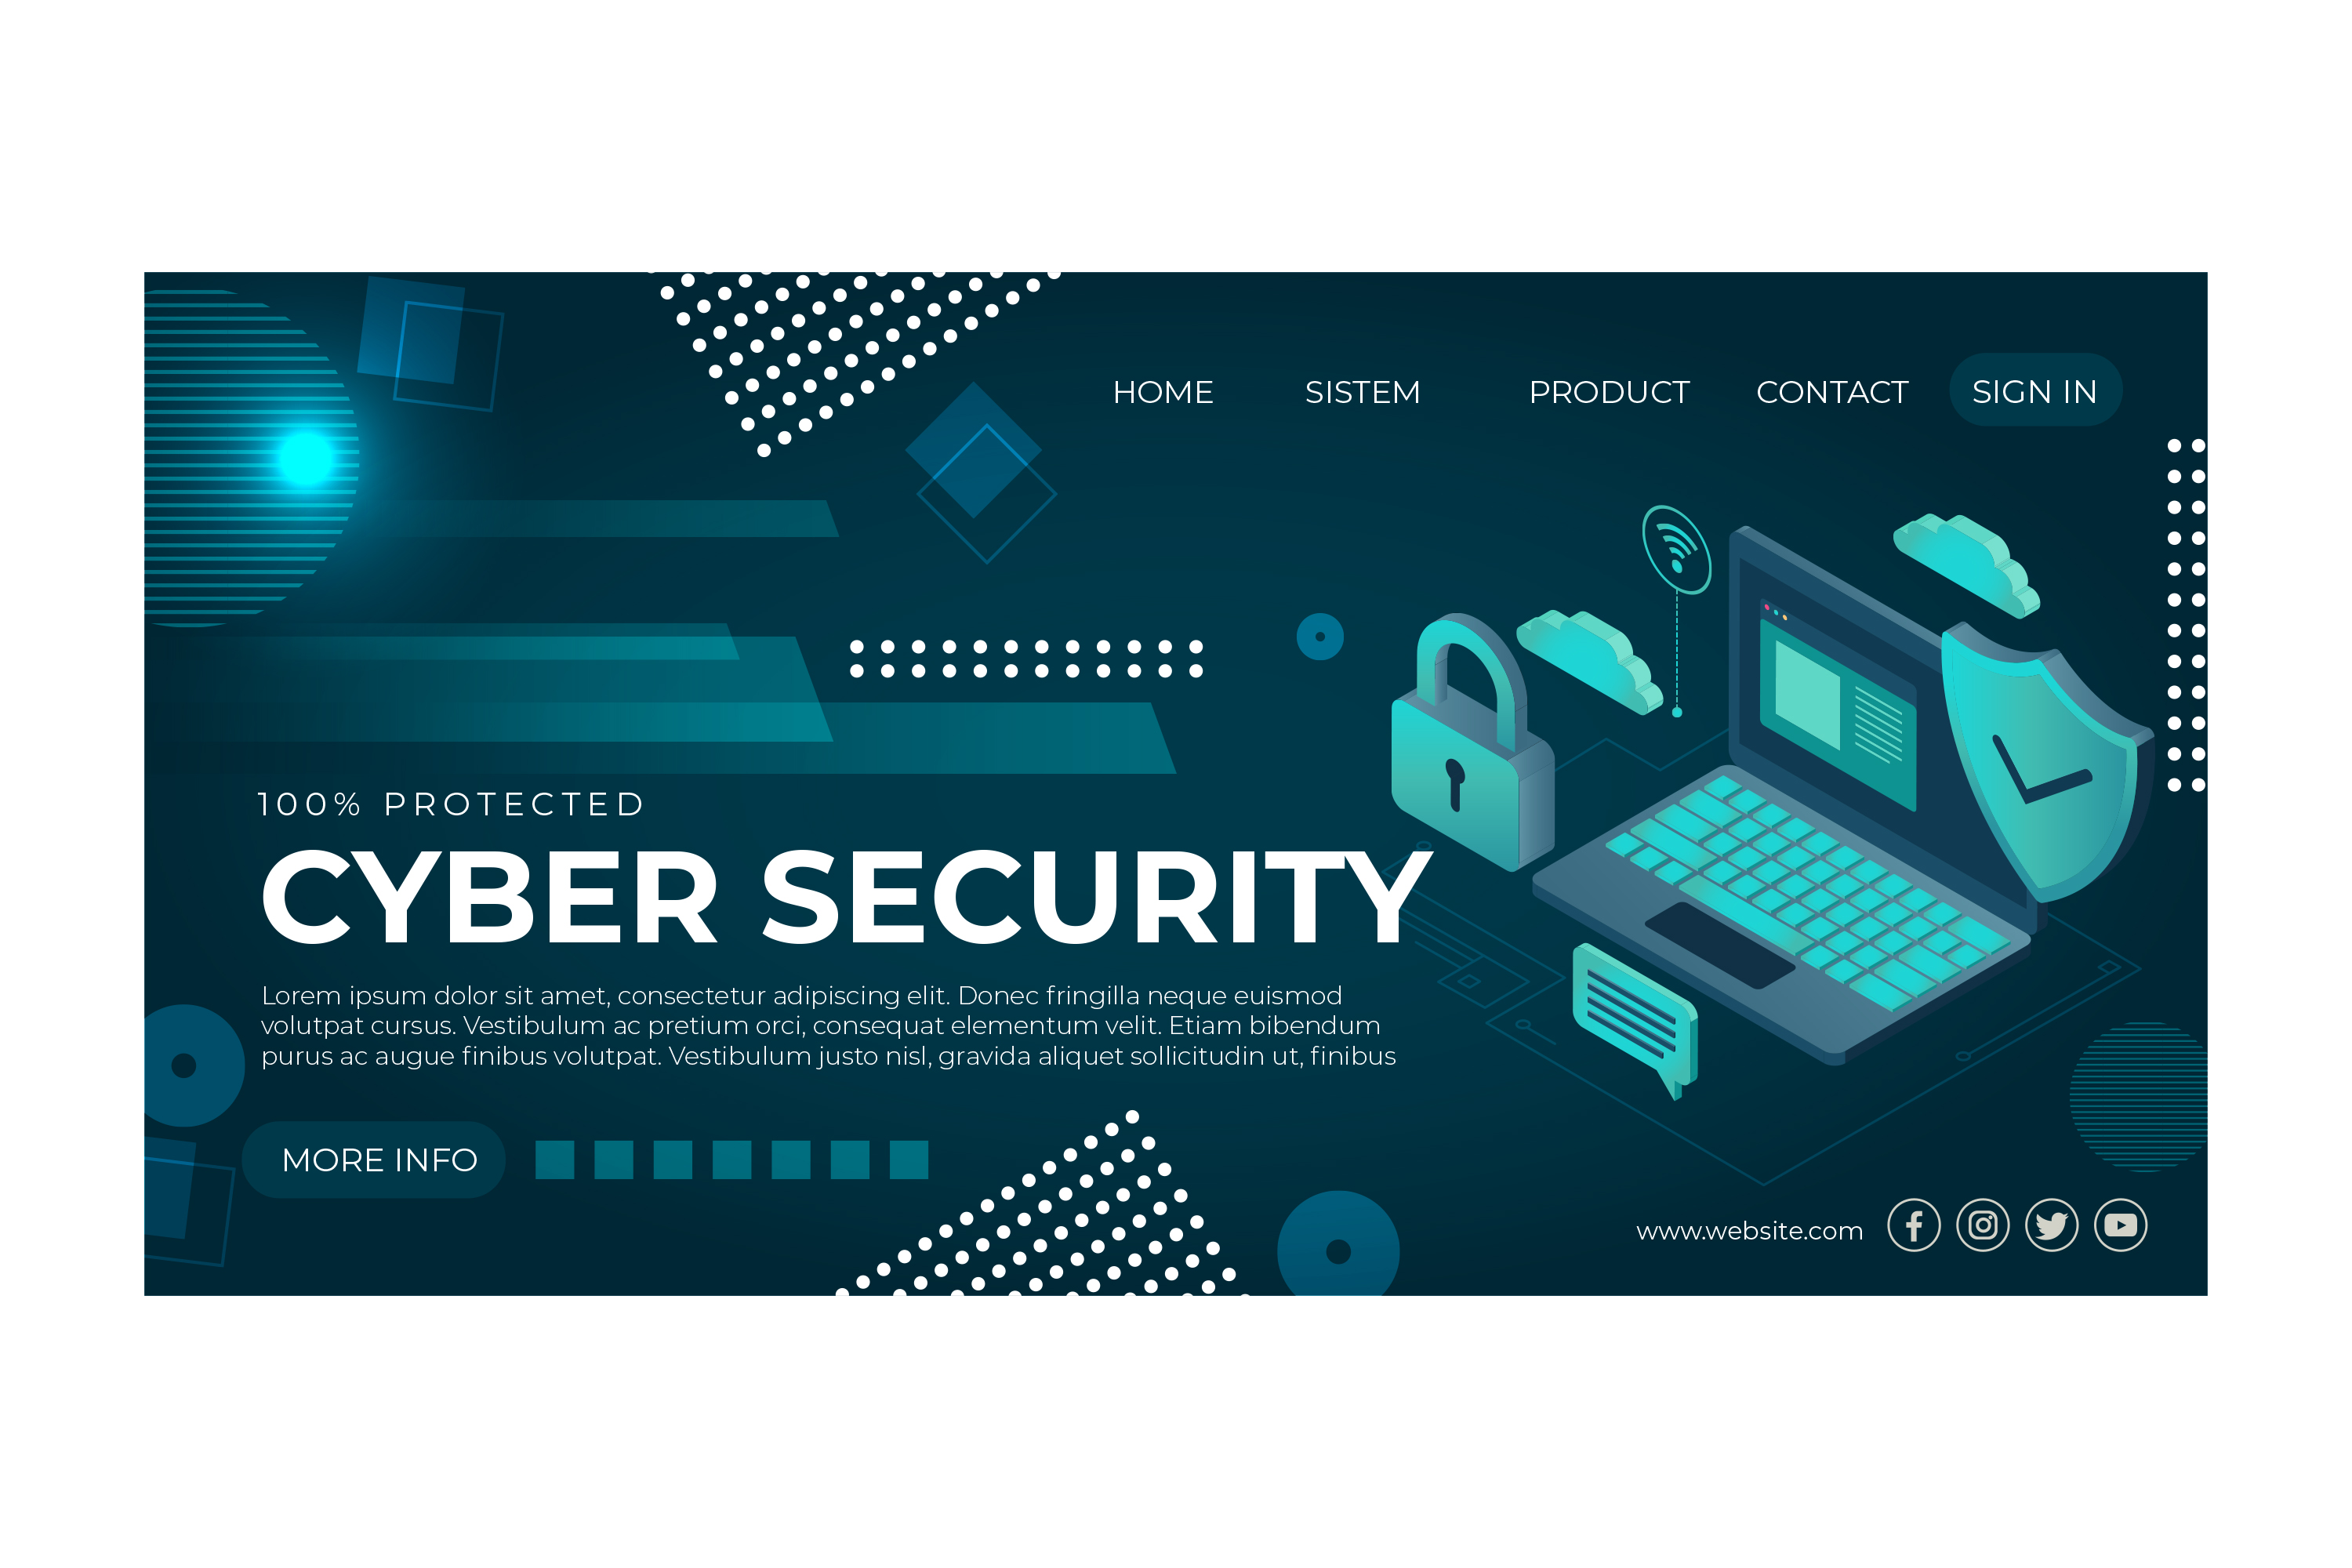 HOME SISTEM PRODUCT CONTACT SIGN IN
100% PROTECTED
CYBER SECURITY
Lorem ipsum dolor sit amet, consectetur adipiscing elit. Donec fringilla neque euismod
volutpat cursus. Vestibulum ac pretium orci, consequat elementum velit. Etiam bibendum
purus ac augue finibus volutpat. Vestibulum justo nisl, gravida aliquet sollicitudin ut, finibus
MORE INFO
www.website.com